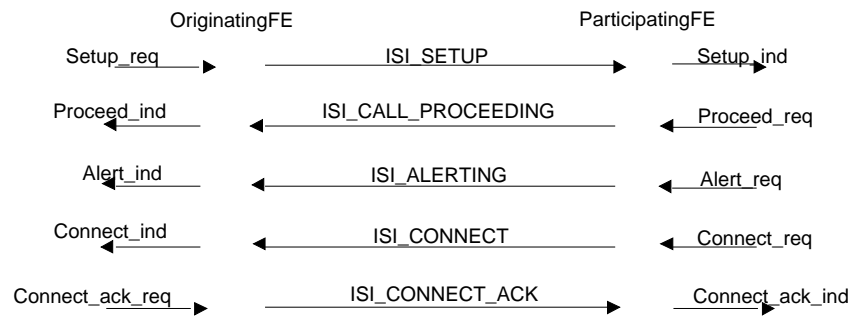 OriginatingFE ParticipatingFE
Setup_req ISI_SETUP Setup_ind
Proceed_ind ISI_CALL_PROCEEDING Proceed_req
Alert_ind ISI_ALERTING Alert_req
Connect_ind ISI_CONNECT Connect_req
Connect_ack_req ISI_CONNECT_ACK Connect_ack_ind